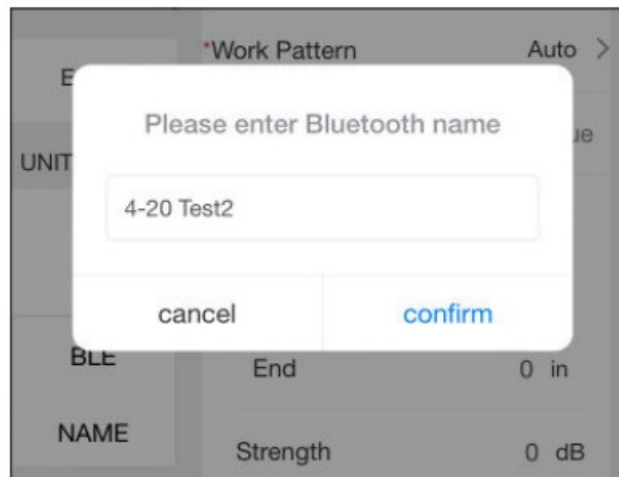 *Work Pattern Auto >
E
Please enter Bluetooth name
ue
UNIT
4-20 Test2
cancel confirm
BLE
End 0 in
NAME
Strength 0 dB